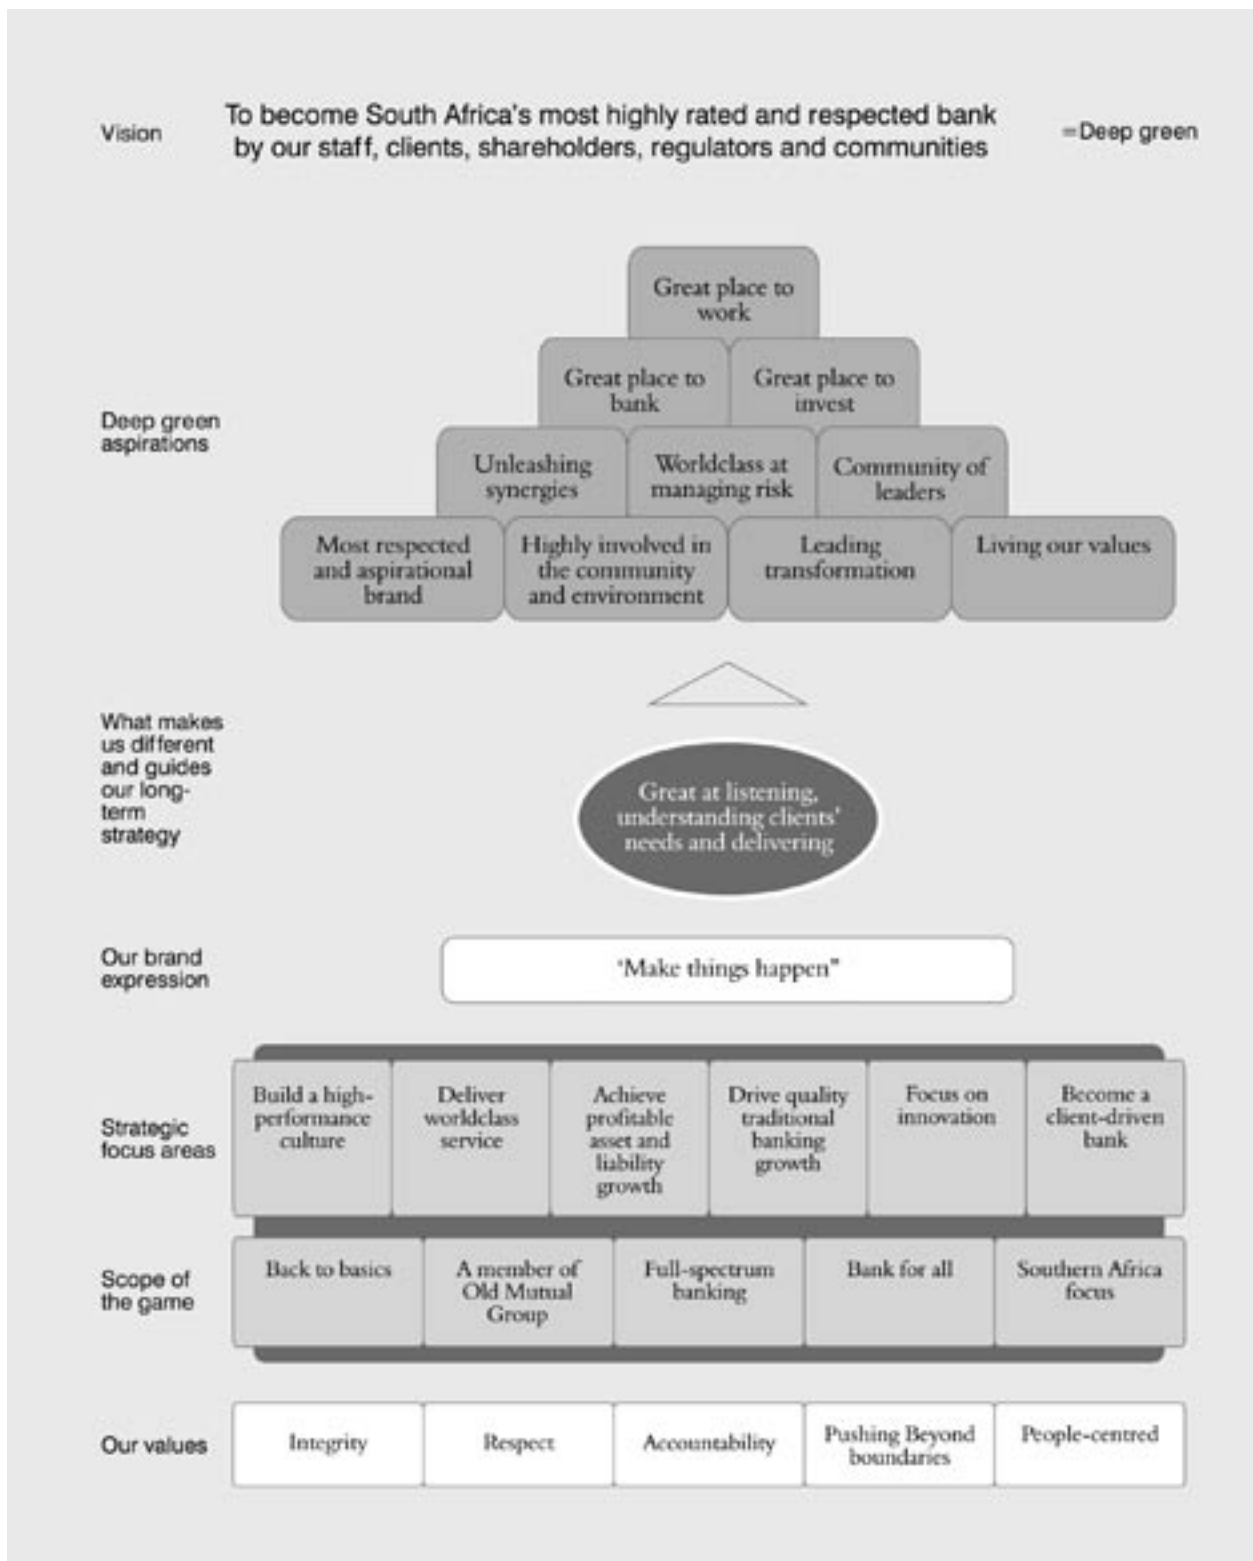 Vision
To become South Africa's most highly rated and respected bank
by our staff, clients, shareholders, regulators and communities
=Deep green
Deep green
aspirations
Great place to
work
Great place to
bank
Great place to
invest
Unleashing
synergies
Worldclass at
managing risk
Community of
leaders
Most respected
and aspirational
brand
Highly involved in
the community
and environment
Leading
transformation
Living our values
What makes
us different
and guides
our long-
term
strategy
Great at listening,
understanding clients'
needs and delivering
Our brand
expression
'Make things happen"
Strategic
focus areas
Build a high-
performance
culture
Deliver
worldclass
service
Achieve
profitable
asset and
liability
growth
Drive quality
traditional
banking
growth
Focus on
innovation
Become a
client-driven
bank
Scope of
the game
Back to basics
A member of
Old Mutual
Group
Full-spectrum
banking
Bank for all
Southern Africa
focus
Our values
Integrity
Respect
Accountability
Pushing Beyond
boundaries
People-centred